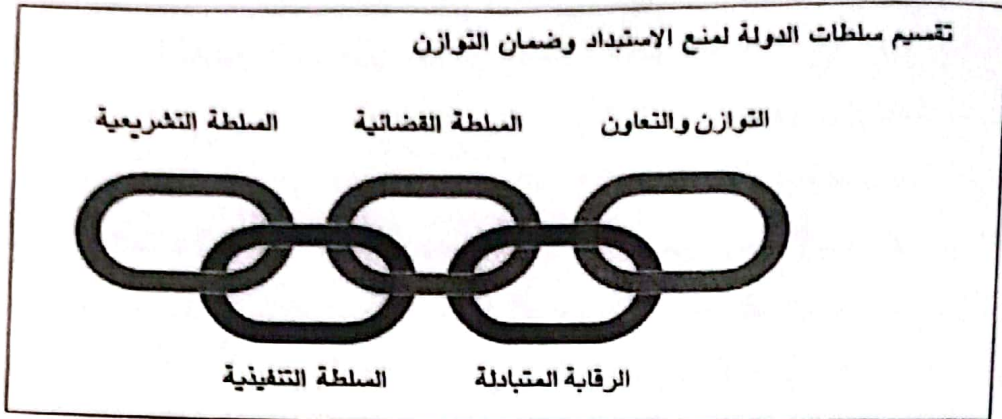 تقسيم سلطات الدولة لمنع الاستبداد وضمان التوازن
التوازن والتعاون السلطة القضائية السلطة التشريعية
الرقابة المتبادلة السلطة التنفيذية